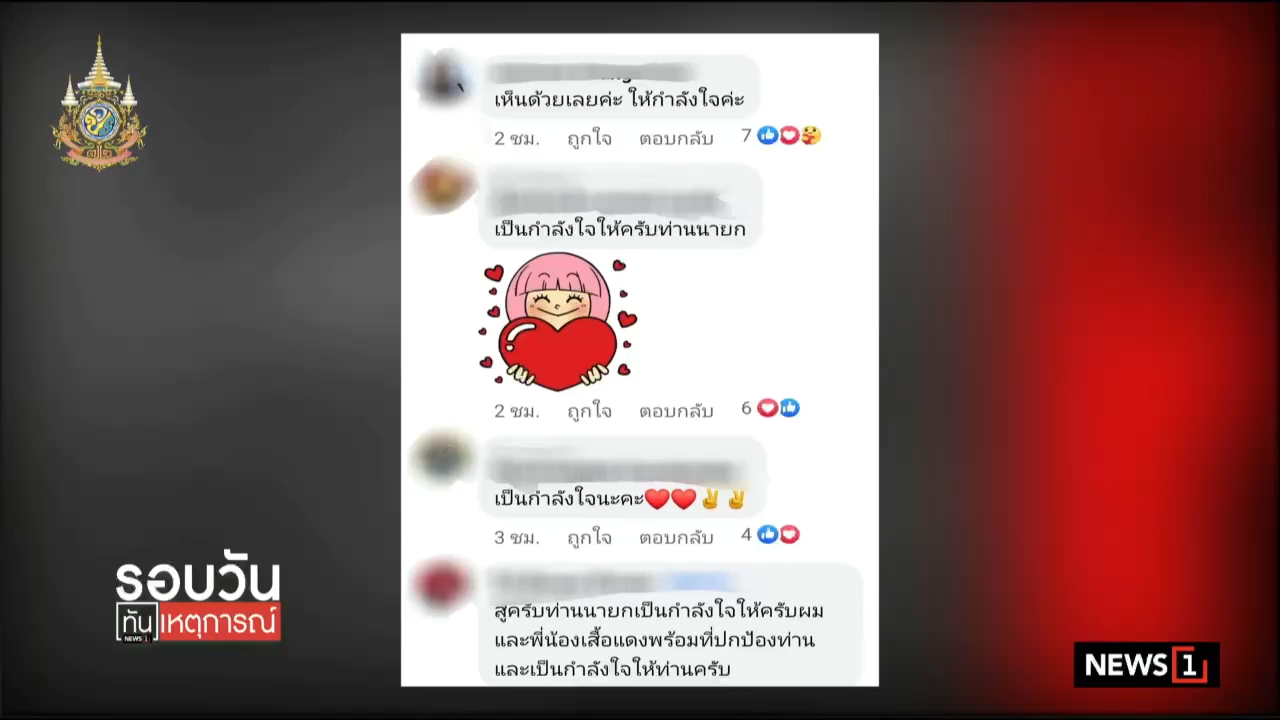 เห็นด้วยเลยค่ะ ให้กำลังใจค่ะ
2 ชม. ถูกใจ ตอบกลับ 7
เป็นกำลังใจให้ครับท่านนายก
2 ชม. ถูกใจ ตอบกลับ 6
เป็นกำลังใจนะคะ❤️❤️✌️✌️
3 ชม. ถูกใจ ตอบกลับ 4
สูครับท่านนายกเป็นกำลังใจให้ครับผม
และพี่น้องเสื้อแดงพร้อมที่ปกป้องท่าน
และเป็นกำลังใจให้ท่านครับ
รอบวัน
ทันเหตุการณ์
NEWS 1
NEWS 1